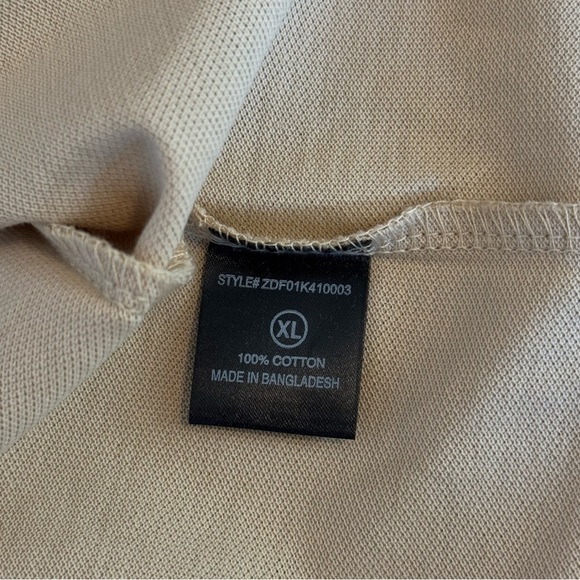 STYLE# ZDF01K410003
XL
100% COTTON
MADE IN BANGLADESH